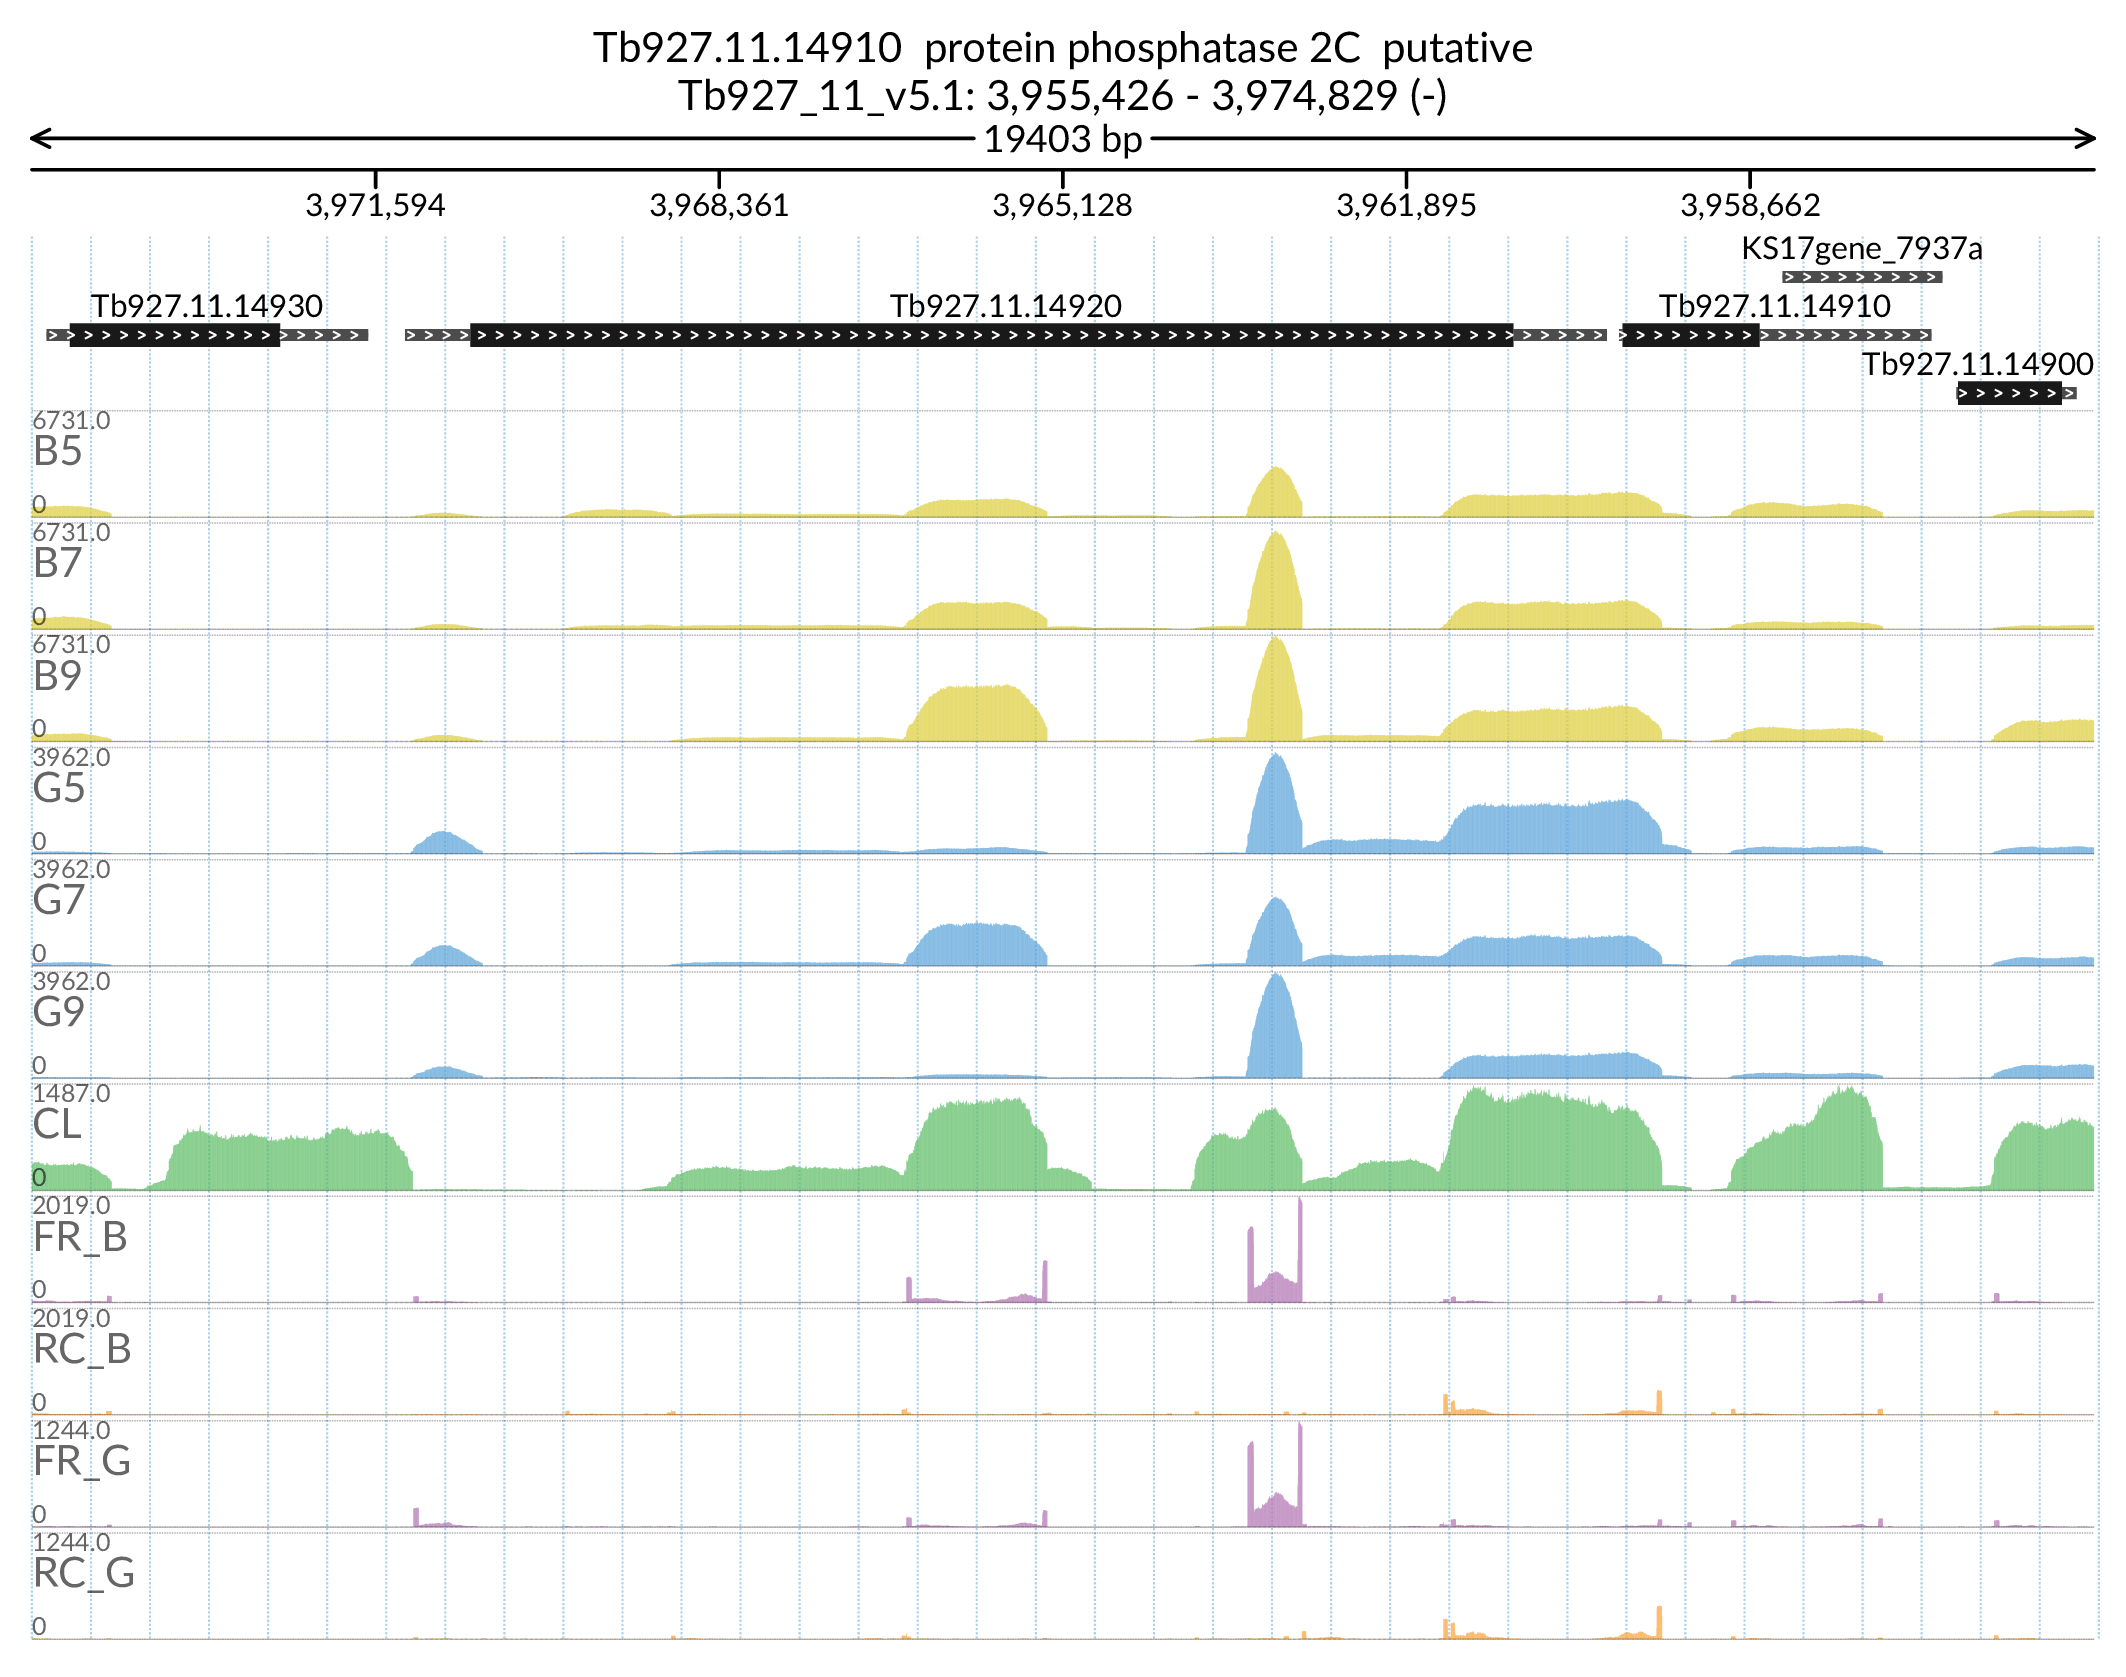 Tb927.11.14910  protein phosphatase 2C  putative
Tb927_11_v5.1: 3,955,426 - 3,974,829 (-)
19403 bp
3,971,594 3,968,361 3,965,128 3,961,895 3,958,662
KS17gene_7937a
Tb927.11.14930 Tb927.11.14920 Tb927.11.14910
Tb927.11.14900
6731.0
B5
0
6731.0
B7
0
6731.0
B9
0
3962.0
G5
0
3962.0
G7
0
3962.0
G9
0
1487.0
CL
0
2019.0
FR_B
0
2019.0
RC_B
0
1244.0
FR_G
0
1244.0
RC_G
0